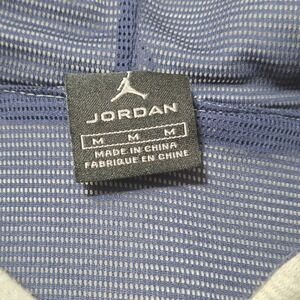 JORDAN
M M M
MADE IN CHINA
FABRIQUE EN CHINE